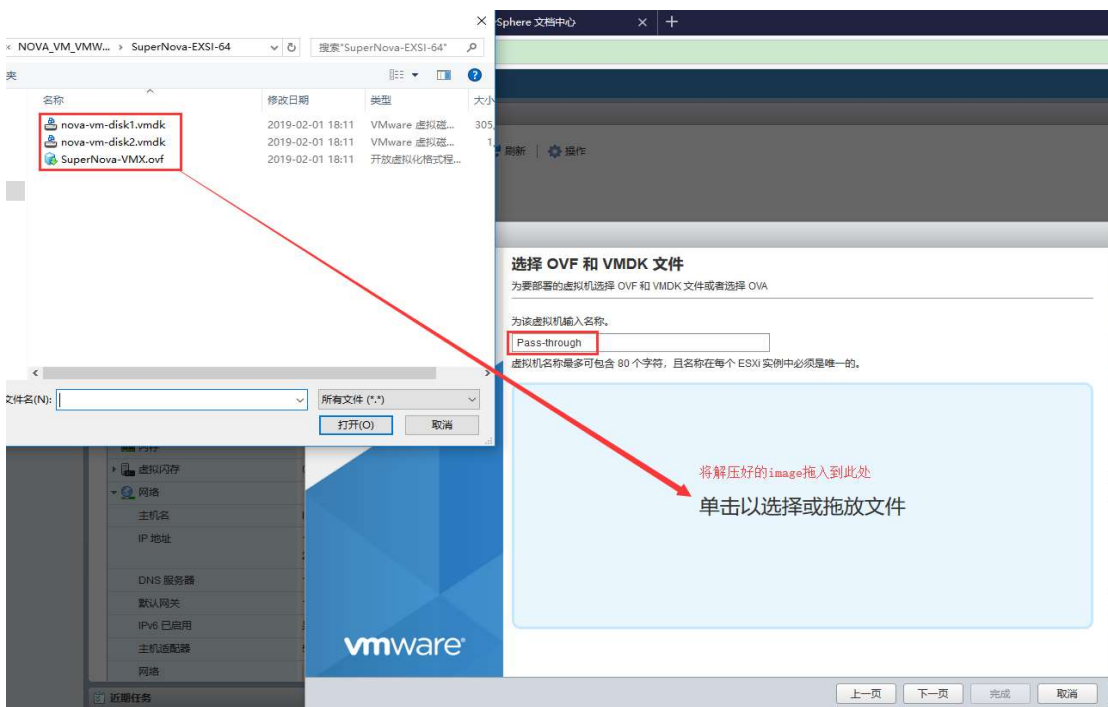 Sphere 文档中心
NOVA_VM_VMW... › SuperNova-EXSI-64
搜索"SuperNova-EXSI-64"
夹
名称 修改日期 类型 大小
nova-vm-disk1.vmdk 2019-02-01 18:11 VMware 虚拟磁... 305,
nova-vm-disk2.vmdk 2019-02-01 18:11 VMware 虚拟磁... 1,
SuperNova-VMX.ovf 2019-02-01 18:11 开放虚拟化格式程...
文件名(N):
所有文件 (*.*)
打开(O) 取消
刷新 | 操作
选择 OVF 和 VMDK 文件
为要部署的虚拟机选择 OVF 和 VMDK 文件或者选择 OVA
为该虚拟机输入名称。
Pass-through
虚拟机名称最多可包含 80 个字符，且名称在每个 ESXi 实例中必须是唯一的。
将解压好的image拖入到此处
单击以选择或拖放文件
虚拟闪存
网络
主机名
IP 地址
DNS 服务器
默认网关
IPv6 已启用
主机适配器
网络
近期任务
vmware
上一页 下一页 完成 取消